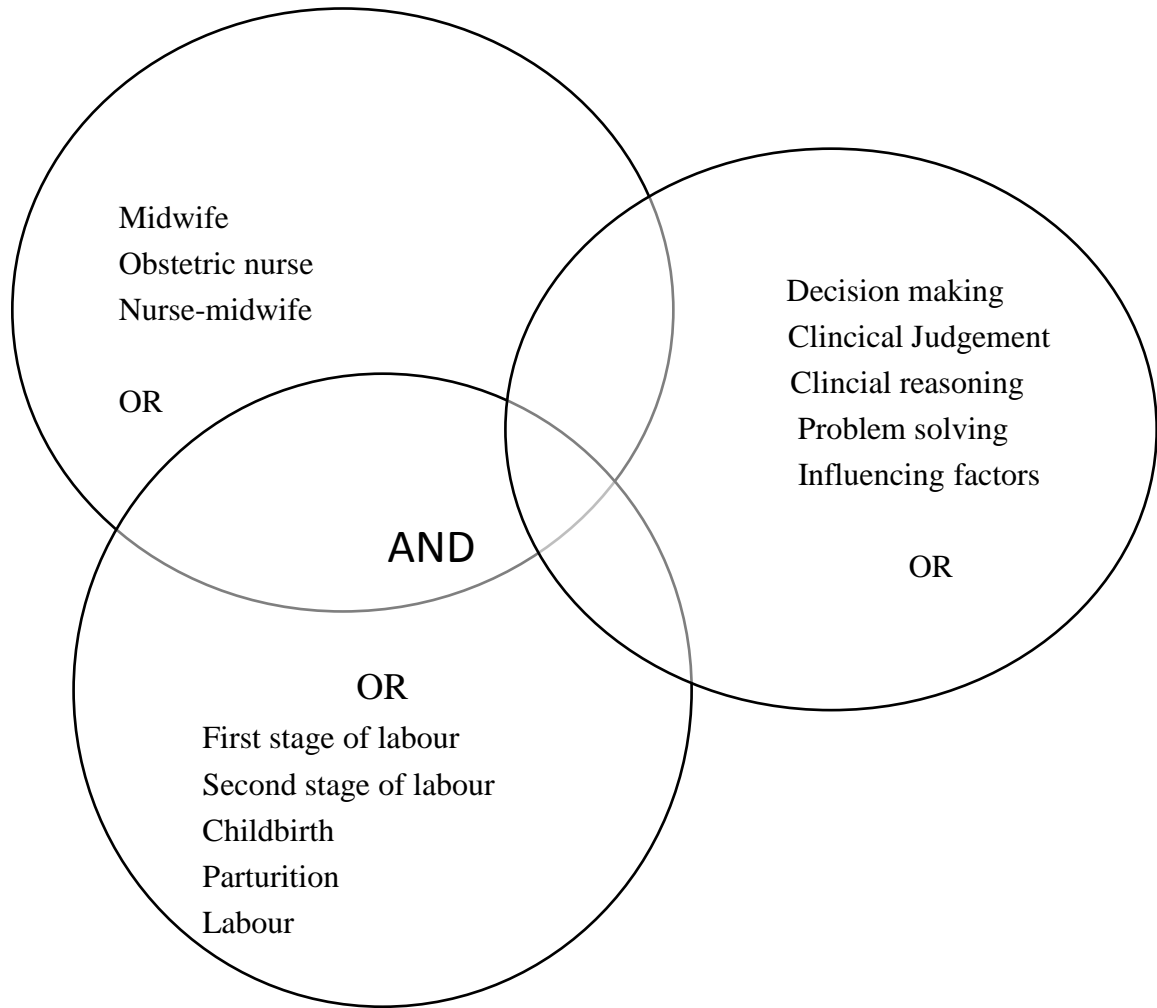 Midwife
Obstetric nurse
Nurse-midwife
OR
Decision making
Clincical Judgement
Clincial reasoning
Problem solving
Influencing factors
OR
AND
OR
First stage of labour
Second stage of labour
Childbirth
Parturition
Labour